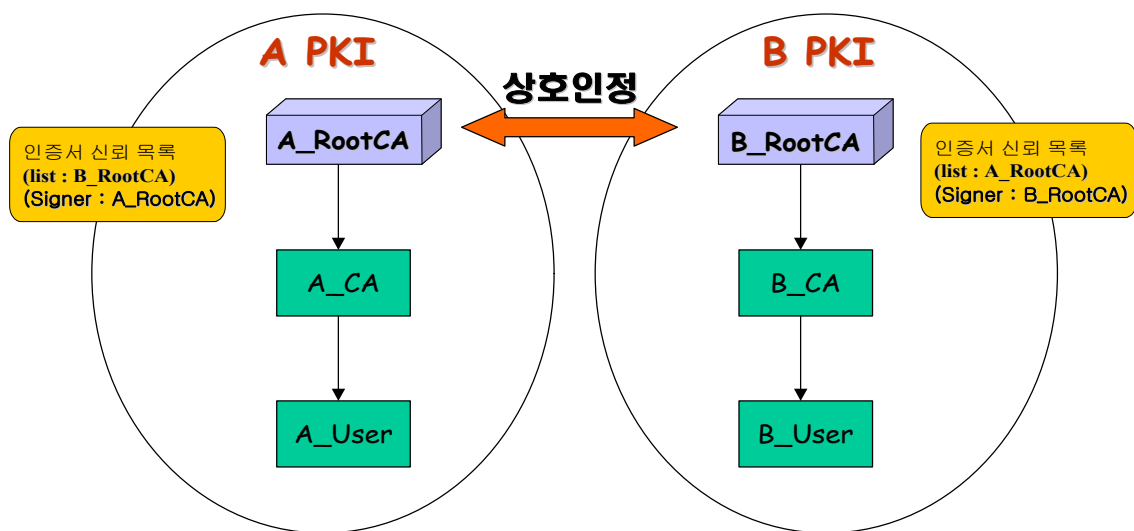 A PKI
B PKI
상호인정
A_RootCA
B_RootCA
인증서 신뢰 목록
(list : B_RootCA)
(Signer : A_RootCA)
인증서 신뢰 목록
(list : A_RootCA)
(Signer : B_RootCA)
A_CA
B_CA
A_User
B_User